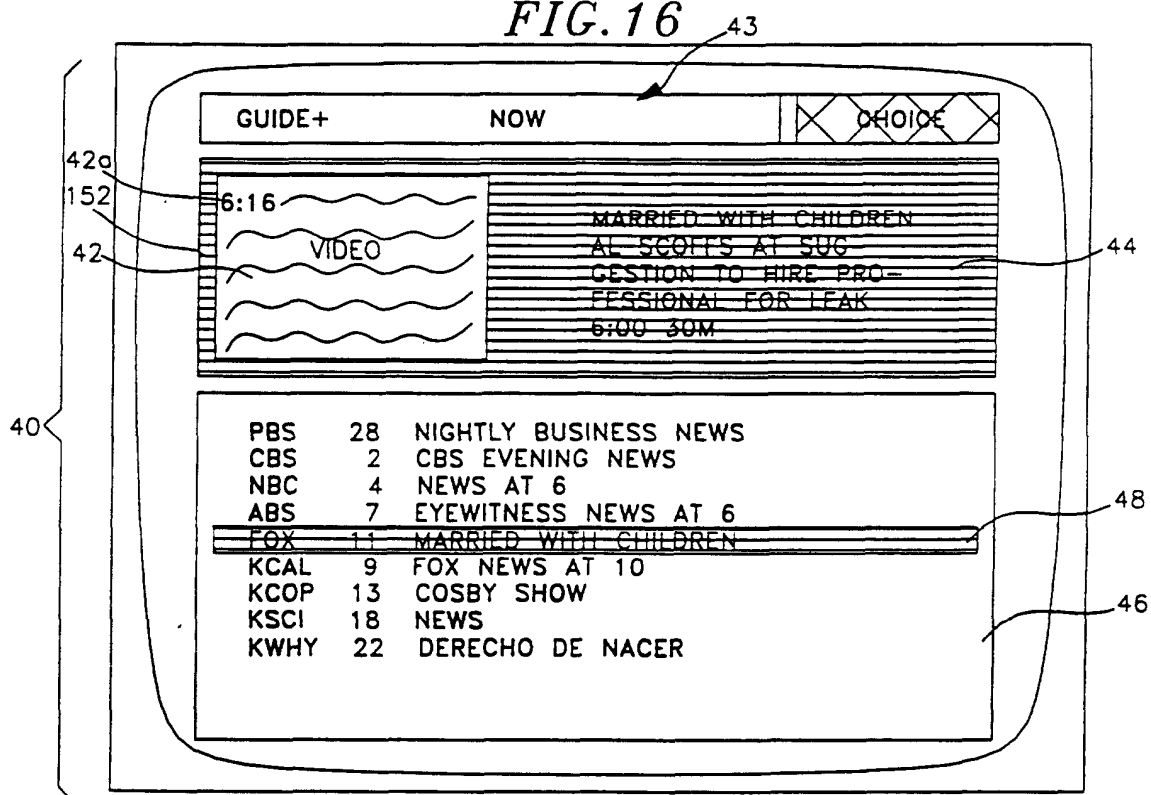 FIG. 16
43
GUIDE+ NOW CHOICE
42a
152
42
6:16
VIDEO
MARRIED WITH CHILDREN
AL SCOFFS AT SUG
GESTION TO HIRE PRO-
FESSIONAL FOR LEAK
6:00 30M
44
40
PBS 28 NIGHTLY BUSINESS NEWS
CBS 2 CBS EVENING NEWS
NBC 4 NEWS AT 6
ABS 7 EYEWITNESS NEWS AT 6
FOX 11 MARRIED WITH CHILDREN
KCAL 9 FOX NEWS AT 10
KCOP 13 COSBY SHOW
KSCI 18 NEWS
KWHY 22 DERECHO DE NACER
48
46